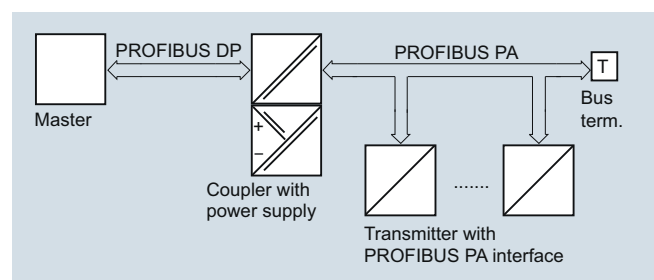 PROFIBUS DP
PROFIBUS PA
T
Master
Bus
term.
+
–
Coupler with
power supply
.......
Transmitter with
PROFIBUS PA interface